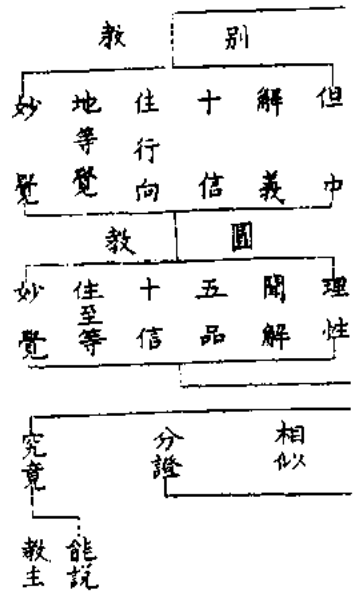 別教
但中
解義
十信
住行向
地等覺
妙覺
圓教
理性
聞解
五品
十信
住至等
妙覺
相似
分證
究竟
能說
教主